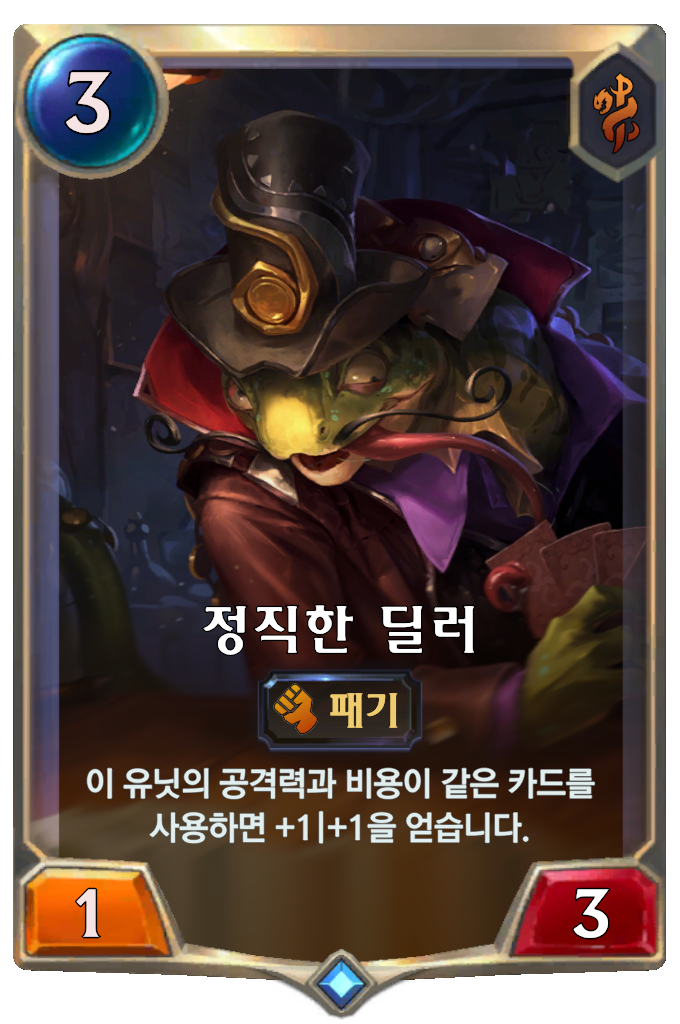 3
정직한 딜러
패기
이 유닛의 공격력과 비용이 같은 카드를
사용하면 +1|+1을 얻습니다.
1
3